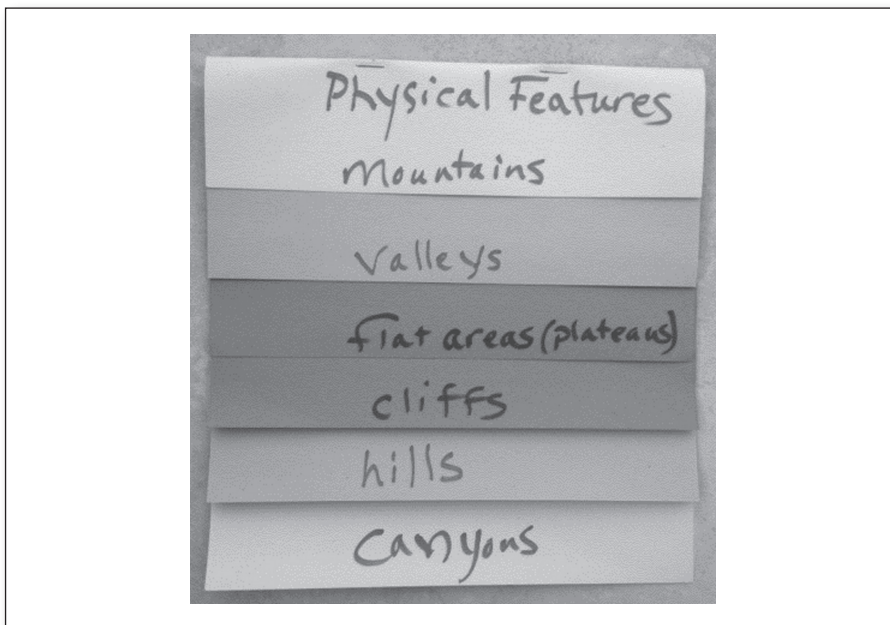 Physical Features
Mountains
Valleys
flat areas (plateaus)
cliffs
hills
Canyons